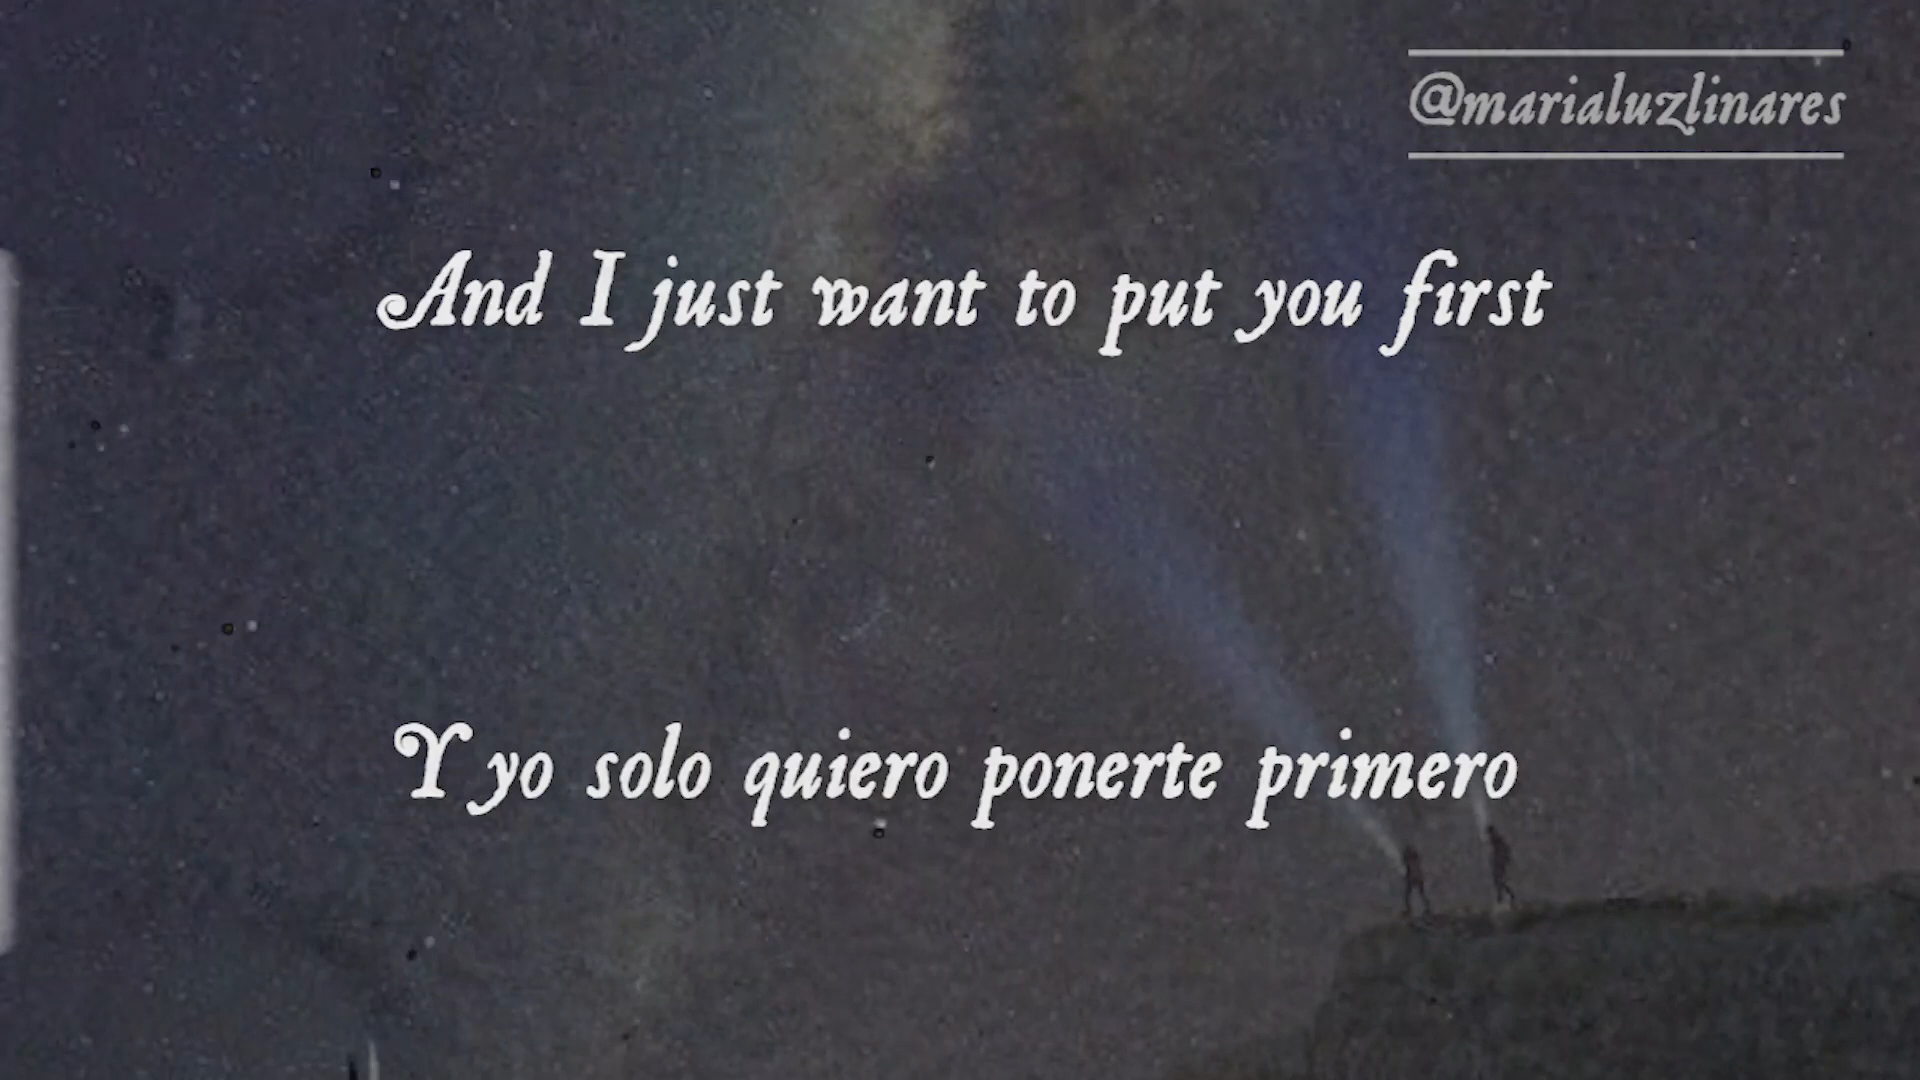 @marialuzlinares
And I just want to put you first
Y yo solo quiero ponerte primero